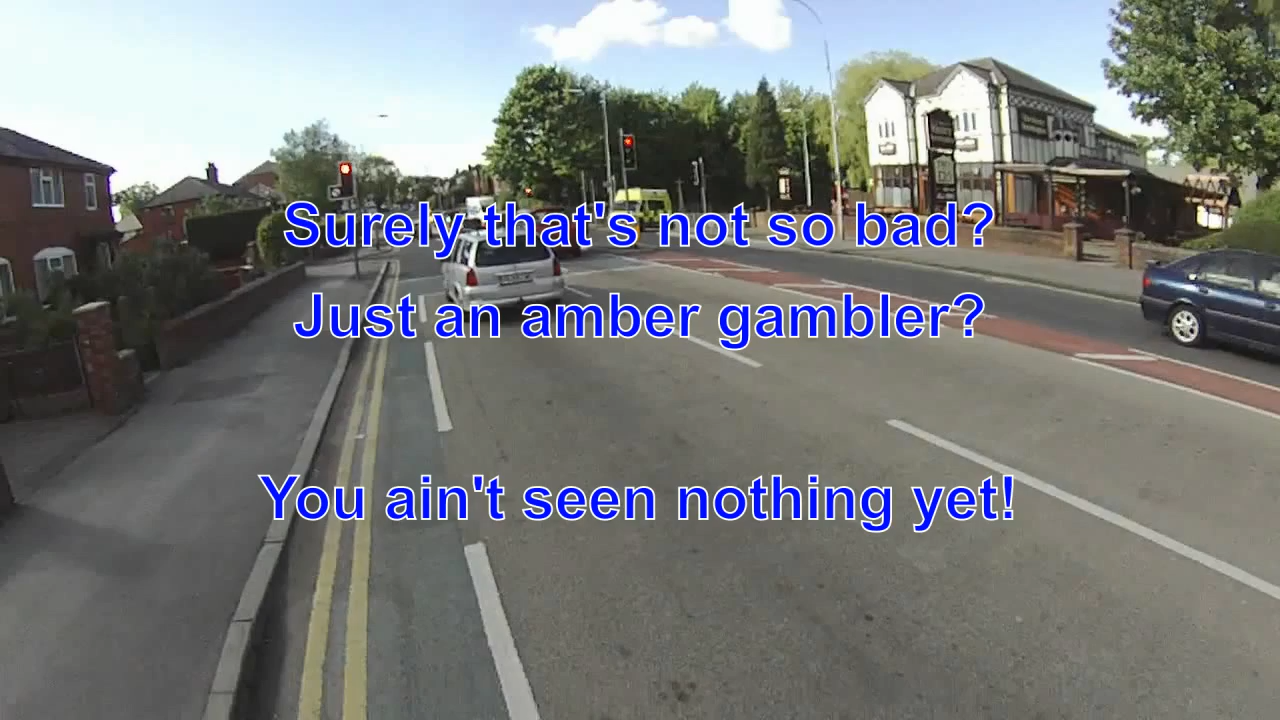 Surely that's not so bad?
Just an amber gambler?
You ain't seen nothing yet!